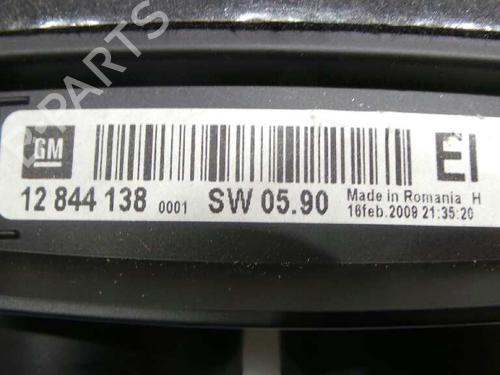 GM
EI
12 844 138 0001 SW 05.90
Made in Romania H
16feb.2009 21:35:20
B-PARTS